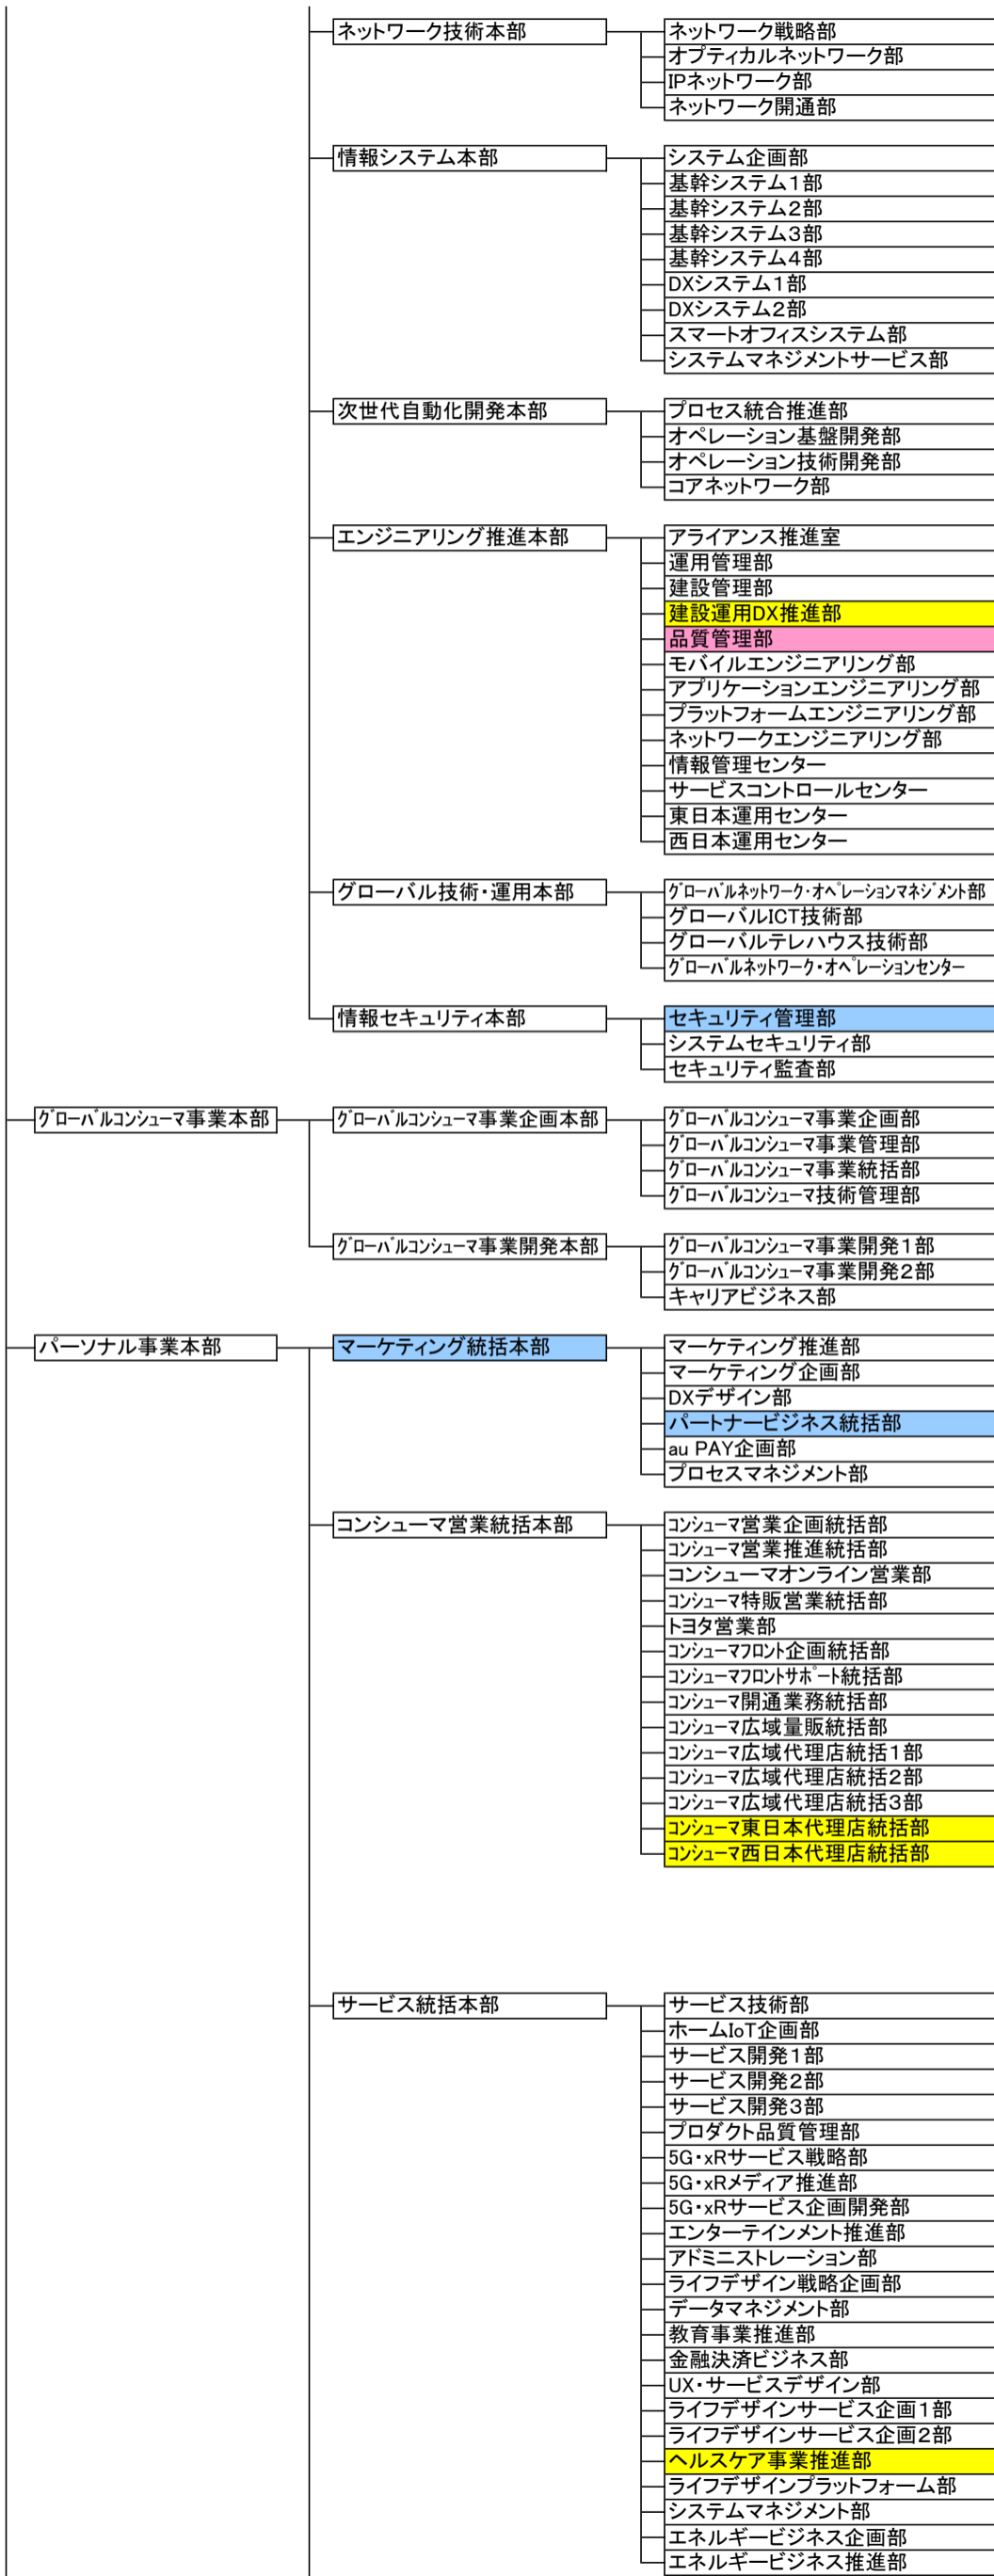 ネットワーク技術本部
ネットワーク戦略部
オプティカルネットワーク部
IPネットワーク部
ネットワーク開通部
情報システム本部
システム企画部
基幹システム1部
基幹システム2部
基幹システム3部
基幹システム4部
DXシステム1部
DXシステム2部
スマートオフィスシステム部
システムマネジメントサービス部
次世代自動化開発本部
プロセス統合推進部
オペレーション基盤開発部
オペレーション技術開発部
コアネットワーク部
エンジニアリング推進本部
アライアンス推進室
運用管理部
建設管理部
建設運用DX推進部
品質管理部
モバイルエンジニアリング部
アプリケーションエンジニアリング部
プラットフォームエンジニアリング部
ネットワークエンジニアリング部
情報管理センター
サービスコントロールセンター
東日本運用センター
西日本運用センター
グローバル技術・運用本部
グローバルネットワーク・オペレーションマネジメント部
グローバルICT技術部
グローバルテレハウス技術部
グローバルネットワーク・オペレーションセンター
情報セキュリティ本部
セキュリティ管理部
システムセキュリティ部
セキュリティ監査部
グローバルコンシューマ事業本部
グローバルコンシューマ事業企画本部
グローバルコンシューマ事業企画部
グローバルコンシューマ事業管理部
グローバルコンシューマ事業統括部
グローバルコンシューマ技術管理部
グローバルコンシューマ事業開発本部
グローバルコンシューマ事業開発1部
グローバルコンシューマ事業開発2部
キャリアビジネス部
パーソナル事業本部
マーケティング統括本部
マーケティング推進部
マーケティング企画部
DXデザイン部
パートナービジネス統括部
au PAY企画部
プロセスマネジメント部
コンシューマ営業統括本部
コンシューマ営業企画統括部
コンシューマ営業推進統括部
コンシューマオンライン営業部
コンシューマ特販営業統括部
トヨタ営業部
コンシューマフロント企画統括部
コンシューマフロントサポート統括部
コンシューマ開通業務統括部
コンシューマ広域量販統括部
コンシューマ広域代理店統括1部
コンシューマ広域代理店統括2部
コンシューマ広域代理店統括3部
コンシューマ東日本代理店統括部
コンシューマ西日本代理店統括部
サービス統括本部
サービス技術部
ホームIoT企画部
サービス開発1部
サービス開発2部
サービス開発3部
プロダクト品質管理部
5G・xRサービス戦略部
5G・xRメディア推進部
5G・xRサービス企画開発部
エンターテインメント推進部
アドミニストレーション部
ライフデザイン戦略企画部
データマネジメント部
教育事業推進部
金融決済ビジネス部
UX・サービスデザイン部
ライフデザインサービス企画1部
ライフデザインサービス企画2部
ヘルスケア事業推進部
ライフデザインプラットフォーム部
システムマネジメント部
エネルギービジネス企画部
エネルギービジネス推進部